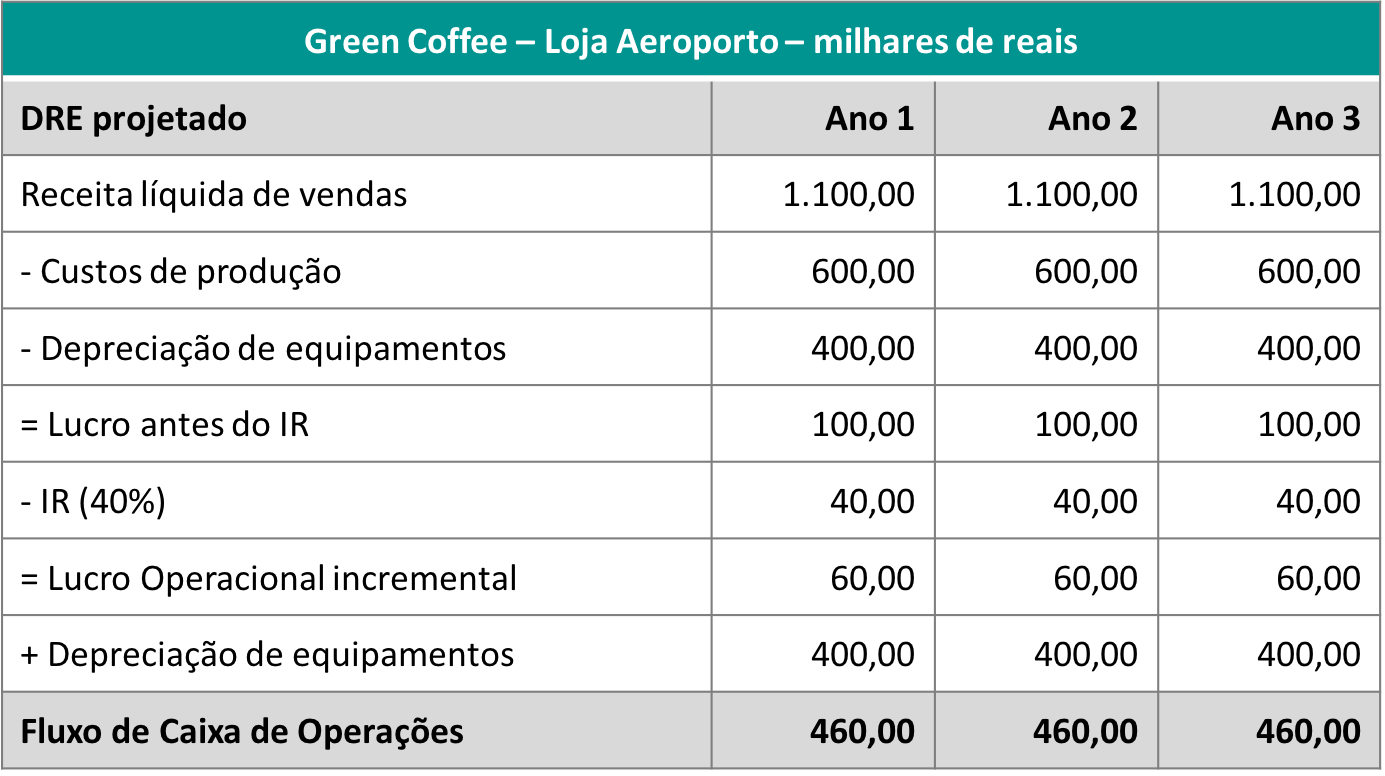 Green Coffee – Loja Aeroporto – milhares de reais
DRE projetado Ano 1 Ano 2 Ano 3
Receita líquida de vendas 1.100,00 1.100,00 1.100,00
- Custos de produção 600,00 600,00 600,00
- Depreciação de equipamentos 400,00 400,00 400,00
= Lucro antes do IR 100,00 100,00 100,00
- IR (40%) 40,00 40,00 40,00
= Lucro Operacional incremental 60,00 60,00 60,00
+ Depreciação de equipamentos 400,00 400,00 400,00
Fluxo de Caixa de Operações 460,00 460,00 460,00